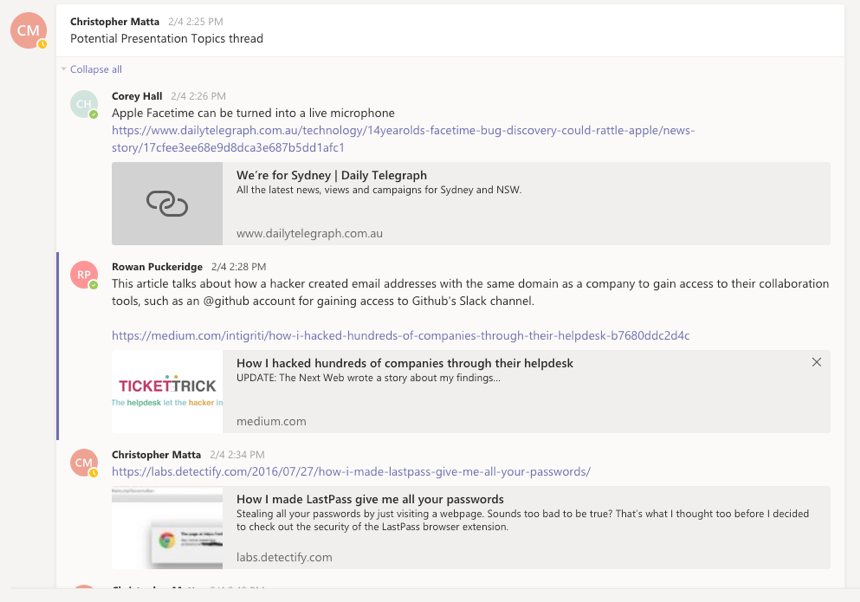 CM
Christopher Matta 2/4 2:25 PM
Potential Presentation Topics thread
Collapse all
CH
Corey Hall 2/4 2:26 PM
Apple Facetime can be turned into a live microphone
https://www.dailytelegraph.com.au/technology/14yearolds-facetime-bug-discovery-could-rattle-apple/news-
story/17cfee3ee68e9d8dca3e687b5dd1afc1
We're for Sydney | Daily Telegraph
All the latest news, views and campaigns for Sydney and NSW.
www.dailytelegraph.com.au
RP
Rowan Puckeridge 2/4 2:28 PM
This article talks about how a hacker created email addresses with the same domain as a company to gain access to their collaboration
tools, such as an @github account for gaining access to Github's Slack channel.
https://medium.com/intigriti/how-i-hacked-hundreds-of-companies-through-their-helpdesk-b7680ddc2d4c
TICKETTRICK
The helpdesk let the hacker in
How I hacked hundreds of companies through their helpdesk
UPDATE: The Next Web wrote a story about my findings...
medium.com
CM
Christopher Matta 2/4 2:34 PM
https://labs.detectify.com/2016/07/27/how-i-made-lastpass-give-me-all-your-passwords/
How I made LastPass give me all your passwords
Stealing all your passwords by just visiting a webpage. Sounds too bad to be true? That's what I thought too before I decided
to check out the security of the LastPass browser extension.
labs.detectify.com